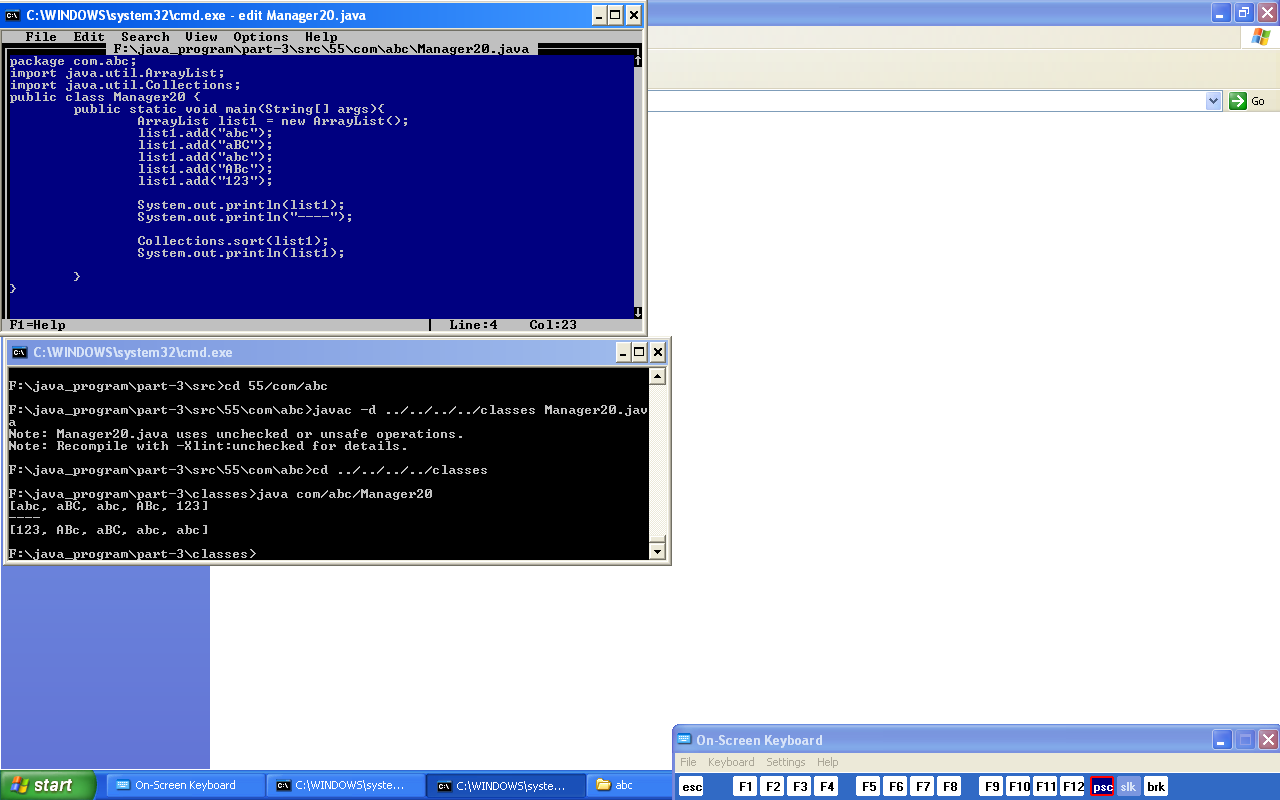 C:\WINDOWS\system32\cmd.exe - edit Manager20.java
File Edit Search View Options Help
F:\java_program\part-3\src\55\com\abc\Manager20.java
package com.abc;
import java.util.ArrayList;
import java.util.Collections;
public class Manager20 {
public static void main(String[] args){
ArrayList list1 = new ArrayList();
list1.add("abc");
list1.add("aBC");
list1.add("abc");
list1.add("ABc");
list1.add("123");
System.out.println(list1);
System.out.println("----");
Collections.sort(list1);
System.out.println(list1);
}
}
F1=Help Line:4 Col:23
Go
C:\WINDOWS\system32\cmd.exe
F:\java_program\part-3\src>cd 55/com/abc
F:\java_program\part-3\src\55\com\abc>javac -d ../../../../classes Manager20.jav
a
Note: Manager20.java uses unchecked or unsafe operations.
Note: Recompile with -Xlint:unchecked for details.
F:\java_program\part-3\src\55\com\abc>cd ../../../../classes
F:\java_program\part-3\classes>java com/abc/Manager20
[abc, aBC, abc, ABc, 123]
----
[123, ABc, aBC, abc, abc]
F:\java_program\part-3\classes>
On-Screen Keyboard
File Keyboard Settings Help
esc F1 F2 F3 F4 F5 F6 F7 F8 F9 F10 F11 F12 psc slk brk
start On-Screen Keyboard C:\WINDOWS\syste... C:\WINDOWS\syste... abc